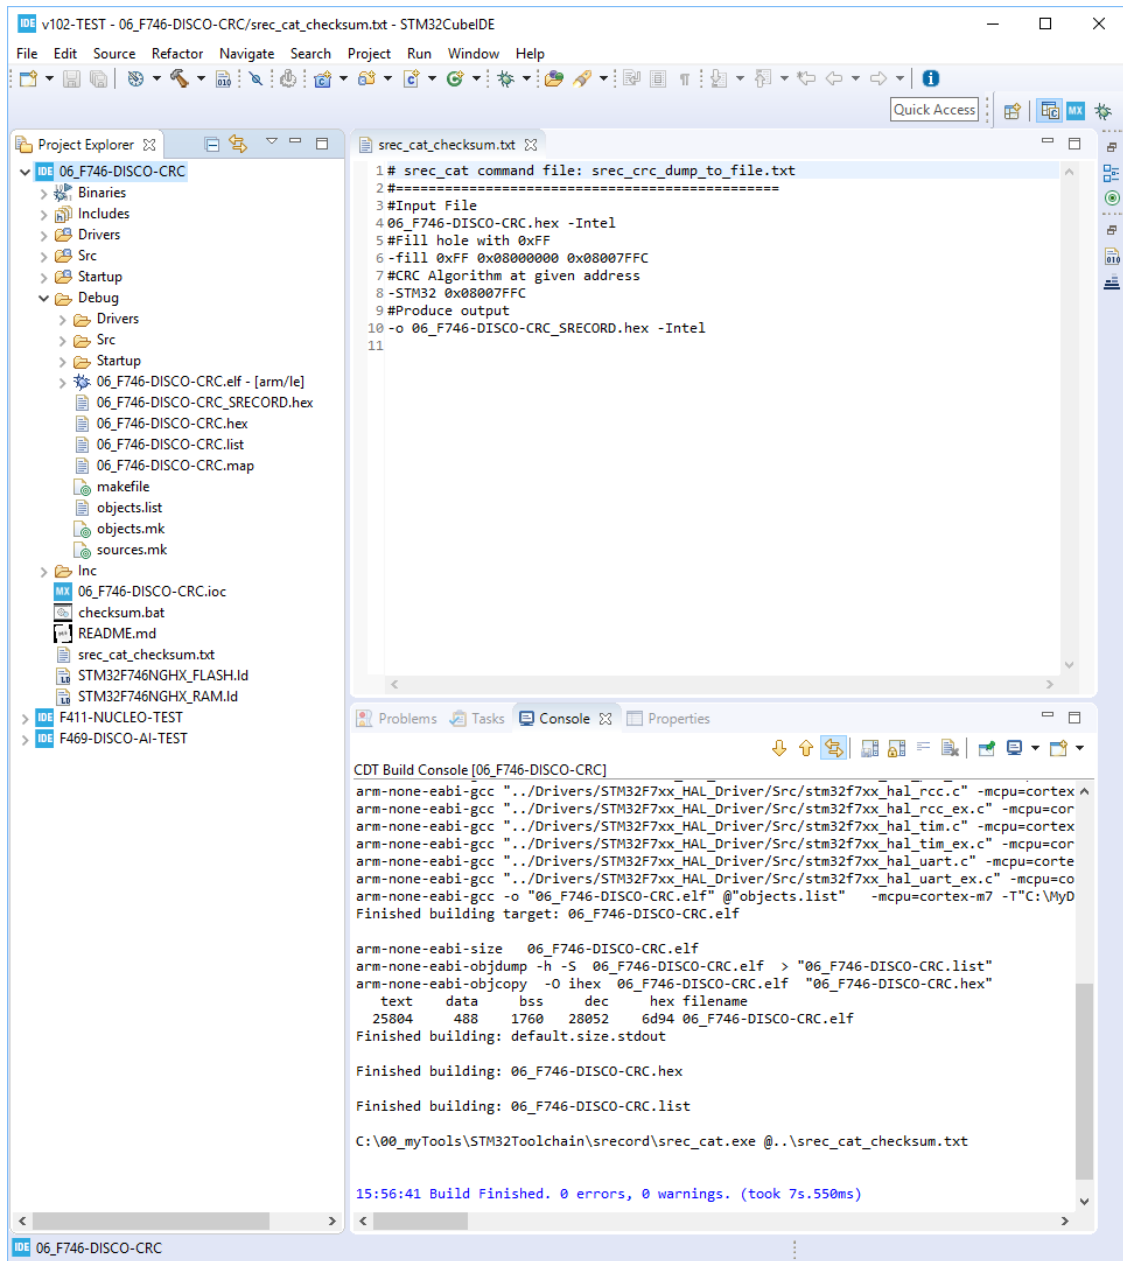 IDE v102-TEST - 06_F746-DISCO-CRC/srec_cat_checksum.txt - STM32CubeIDE
File Edit Source Refactor Navigate Search Project Run Window Help
Quick Access
Project Explorer
IDE 06_F746-DISCO-CRC
Binaries
Includes
Drivers
Src
Startup
Debug
Drivers
Src
Startup
06_F746-DISCO-CRC.elf - [arm/le]
06_F746-DISCO-CRC_SRECORD.hex
06_F746-DISCO-CRC.hex
06_F746-DISCO-CRC.list
06_F746-DISCO-CRC.map
makefile
objects.list
objects.mk
sources.mk
Inc
MX 06_F746-DISCO-CRC.ioc
checksum.bat
README.md
srec_cat_checksum.txt
STM32F746NGHX_FLASH.ld
STM32F746NGHX_RAM.ld
IDE F411-NUCLEO-TEST
IDE F469-DISCO-AI-TEST
srec_cat_checksum.txt
1 # srec_cat command file: srec_crc_dump_to_file.txt
2 #===============================================
3 #Input File
4 06_F746-DISCO-CRC.hex -Intel
5 #Fill hole with 0xFF
6 -fill 0xFF 0x08000000 0x08007FFC
7 #CRC Algorithm at given address
8 -STM32 0x08007FFC
9 #Produce output
10 -o 06_F746-DISCO-CRC_SRECORD.hex -Intel
11
Problems Tasks Console Properties
CDT Build Console [06_F746-DISCO-CRC]
arm-none-eabi-gcc "../Drivers/STM32F7xx_HAL_Driver/Src/stm32f7xx_hal_rcc.c" -mcpu=cortex
arm-none-eabi-gcc "../Drivers/STM32F7xx_HAL_Driver/Src/stm32f7xx_hal_rcc_ex.c" -mcpu=cor
arm-none-eabi-gcc "../Drivers/STM32F7xx_HAL_Driver/Src/stm32f7xx_hal_tim.c" -mcpu=cortex
arm-none-eabi-gcc "../Drivers/STM32F7xx_HAL_Driver/Src/stm32f7xx_hal_tim_ex.c" -mcpu=cor
arm-none-eabi-gcc "../Drivers/STM32F7xx_HAL_Driver/Src/stm32f7xx_hal_uart.c" -mcpu=corte
arm-none-eabi-gcc "../Drivers/STM32F7xx_HAL_Driver/Src/stm32f7xx_hal_uart_ex.c" -mcpu=co
arm-none-eabi-gcc -o "06_F746-DISCO-CRC.elf" @"objects.list" -mcpu=cortex-m7 -T"C:\MyD
Finished building target: 06_F746-DISCO-CRC.elf
arm-none-eabi-size 06_F746-DISCO-CRC.elf
arm-none-eabi-objdump -h -S 06_F746-DISCO-CRC.elf > "06_F746-DISCO-CRC.list"
arm-none-eabi-objcopy -O ihex 06_F746-DISCO-CRC.elf "06_F746-DISCO-CRC.hex"
text data bss dec hex filename
25804 488 1760 28052 6d94 06_F746-DISCO-CRC.elf
Finished building: default.size.stdout
Finished building: 06_F746-DISCO-CRC.hex
Finished building: 06_F746-DISCO-CRC.list
C:\00_myTools\STM32Toolchain\srecord\srec_cat.exe @..\srec_cat_checksum.txt
15:56:41 Build Finished. 0 errors, 0 warnings. (took 7s.550ms)
IDE 06_F746-DISCO-CRC